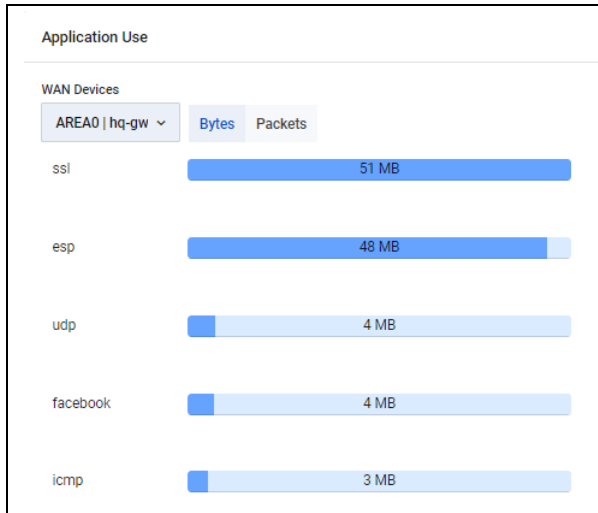 Application Use
WAN Devices
AREA0 | hq-gw Bytes Packets
ssl 51 MB
esp 48 MB
udp 4 MB
facebook 4 MB
icmp 3 MB